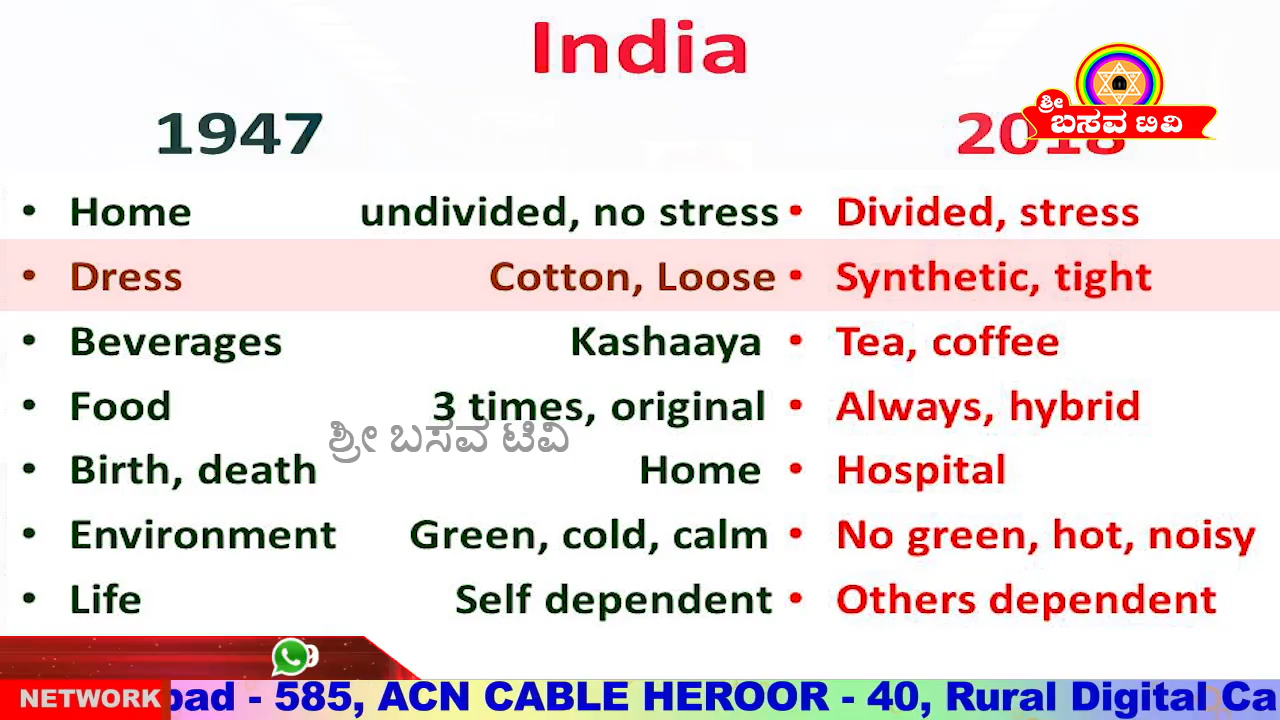 India
1947 2018
ಶ್ರೀ
ಬಸವ ಟಿವಿ
• Home undivided, no stress • Divided, stress
• Dress Cotton, Loose • Synthetic, tight
• Beverages Kashaaya • Tea, coffee
• Food 3 times, original • Always, hybrid
ಶ್ರೀ ಬಸವ ಟಿವಿ
• Birth, death Home • Hospital
• Environment Green, cold, calm • No green, hot, noisy
• Life Self dependent • Others dependent
NETWORK bad - 585, ACN CABLE HEROOR - 40, Rural Digital Ca